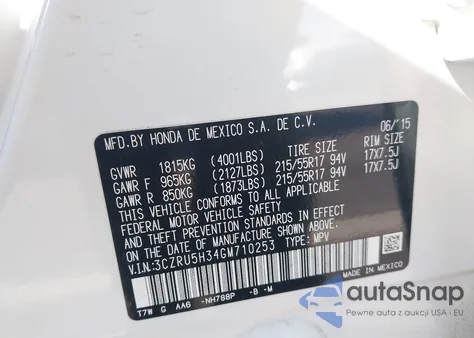 MFD.BY HONDA DE MEXICO S.A. DE C.V. 06/'15
GVWR 1815KG (4001LBS) TIRE SIZE RIM SIZE
GAWR F 965KG (2127LBS) 215/55R17 94V 17x7.5J
GAWR R 850KG (1873LBS) 215/55R17 94V 17x7.5J
THIS VEHICLE CONFORMS TO ALL APPLICABLE
FEDERAL MOTOR VEHICLE SAFETY
AND THEFT PREVENTION STANDARDS IN EFFECT
ON THE DATE OF MANUFACTURE SHOWN ABOVE.
V.I.N:3CZRU5H34GM710253 TYPE: MPV
MADE IN MEXICO
T7W G AA6 -NH788P -B -M
autoSnap
Pewne auta z aukcji USA i EU